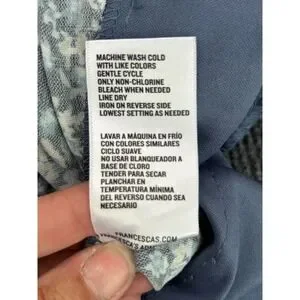 MACHINE WASH COLD
WITH LIKE COLORS
GENTLE CYCLE
ONLY NON-CHLORINE
BLEACH WHEN NEEDED
LINE DRY
IRON ON REVERSE SIDE
LOWEST SETTING AS NEEDED
LAVAR A MÁQUINA EN FRÍO
CON COLORES SIMILARES
CICLO SUAVE
NO USAR BLANQUEADOR A
BASE DE CLORO
TENDER PARA SECAR
PLANCHAR EN
TEMPERATURA MÍNIMA
DEL REVERSO CUANDO SEA
NECESARIO
FRANCESCAS.COM